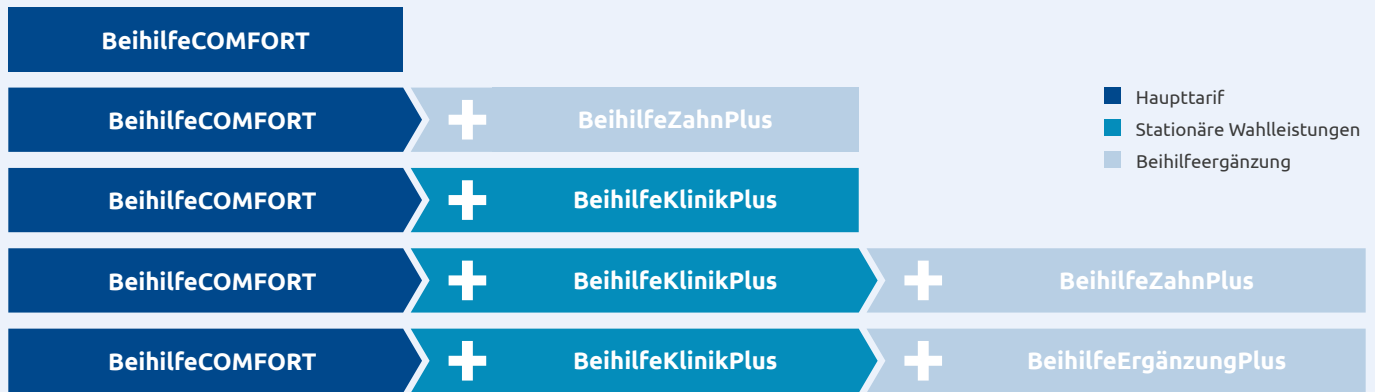 BeihilfeCOMFORT
BeihilfeCOMFORT + BeihilfeZahnPlus
BeihilfeCOMFORT + BeihilfeKlinikPlus
BeihilfeCOMFORT + BeihilfeKlinikPlus + BeihilfeZahnPlus
BeihilfeCOMFORT + BeihilfeKlinikPlus + BeihilfeErgänzungPlus
Haupttarif
Stationäre Wahlleistungen
Beihilfeergänzung